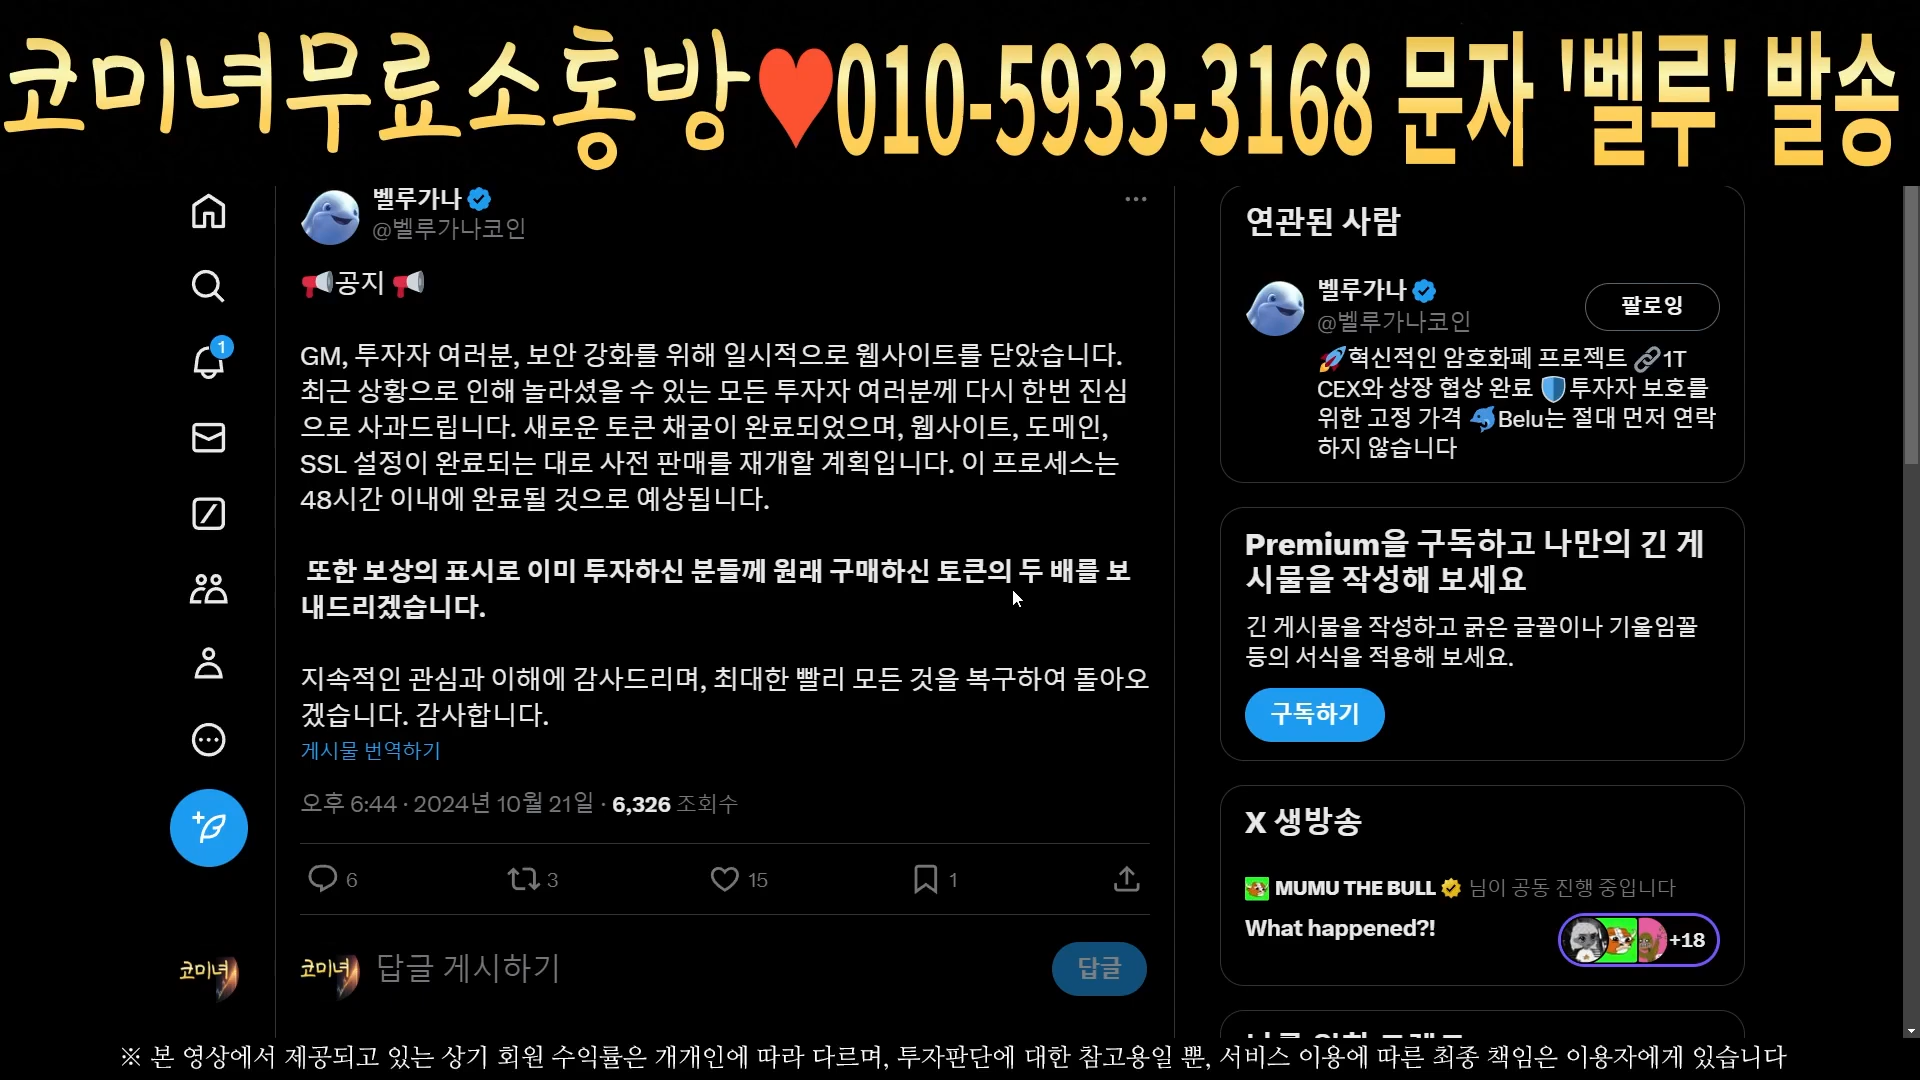 코미녀무료소통방♥010-5933-3168 문자 '벨루' 발송
벨루가나
@벨루가나코인
📢공지 📢
GM, 투자자 여러분, 보안 강화를 위해 일시적으로 웹사이트를 닫았습니다.
최근 상황으로 인해 놀라셨을 수 있는 모든 투자자 여러분께 다시 한번 진심
으로 사과드립니다. 새로운 토큰 채굴이 완료되었으며, 웹사이트, 도메인,
SSL 설정이 완료되는 대로 사전 판매를 재개할 계획입니다. 이 프로세스는
48시간 이내에 완료될 것으로 예상됩니다.
또한 보상의 표시로 이미 투자하신 분들께 원래 구매하신 토큰의 두 배를 보
내드리겠습니다.
지속적인 관심과 이해에 감사드리며, 최대한 빨리 모든 것을 복구하여 돌아오
겠습니다. 감사합니다.
게시물 번역하기
오후 6:44 · 2024년 10월 21일 · 6,326 조회수
6 3 15 1
코미녀 코미녀 답글 게시하기 답글
1
연관된 사람
벨루가나
@벨루가나코인
팔로잉
🚀혁신적인 암호화폐 프로젝트 🔗1T
CEX와 상장 협상 완료 🛡️투자자 보호를
위한 고정 가격 🐬Belu는 절대 먼저 연락
하지 않습니다
Premium을 구독하고 나만의 긴 게
시물을 작성해 보세요
긴 게시물을 작성하고 굵은 글꼴이나 기울임꼴
등의 서식을 적용해 보세요.
구독하기
X 생방송
MUMU THE BULL 님이 공동 진행 중입니다
What happened?!
+18
※ 본 영상에서 제공되고 있는 상기 회원 수익률은 개개인에 따라 다르며, 투자판단에 대한 참고용일 뿐, 서비스 이용에 따른 최종 책임은 이용자에게 있습니다